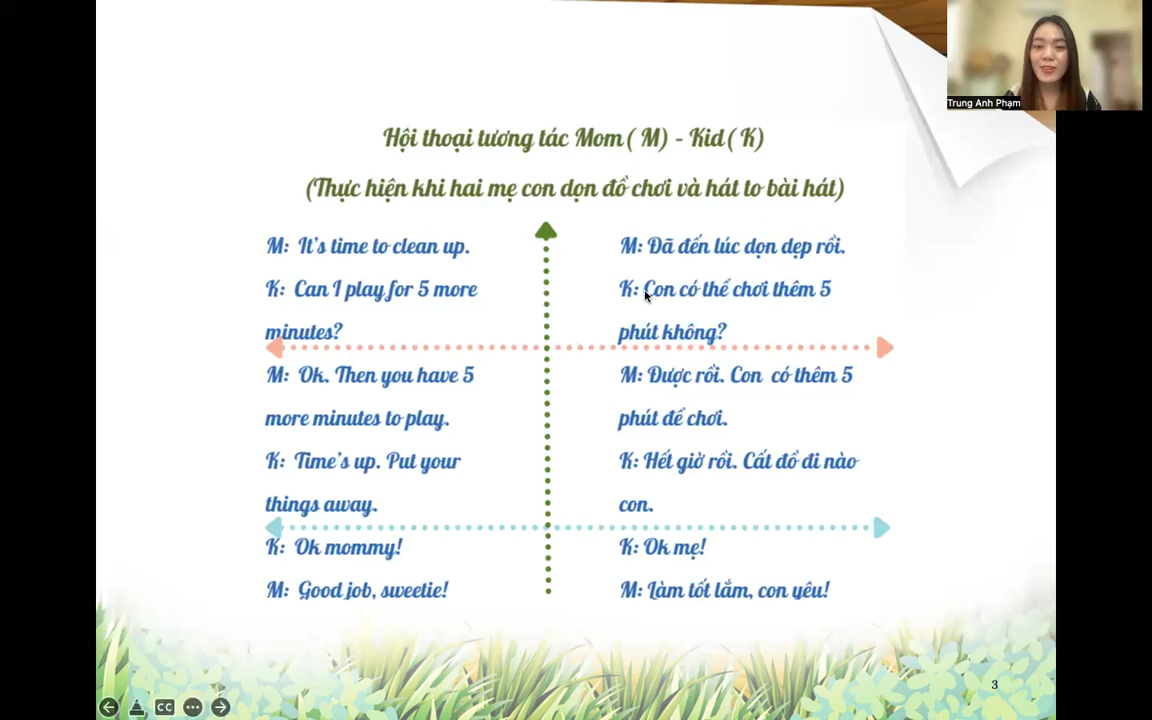 Trung Anh Phạm
Hội thoại tương tác Mom( M) - Kid( K)
(Thực hiện khi hai mẹ con dọn đồ chơi và hát to bài hát)
M: It's time to clean up.
K: Can I play for 5 more
minutes?
M: Ok. Then you have 5
more minutes to play.
K: Time's up. Put your
things away.
K: Ok mommy!
M: Good job, sweetie!
M: Đã đến lúc dọn dẹp rồi.
K: Con có thể chơi thêm 5
phút không?
M: Được rồi. Con có thêm 5
phút để chơi.
K: Hết giờ rồi. Cất đồ đi nào
con.
K: Ok mẹ!
M: Làm tốt lắm, con yêu!
3
CC